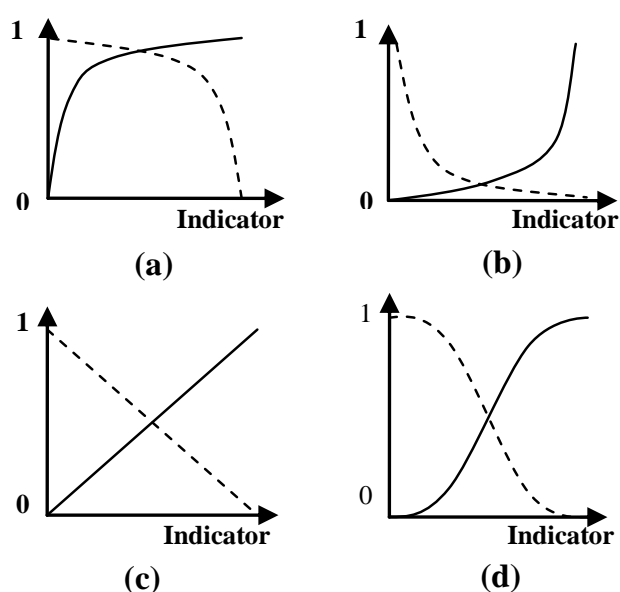 1
0
Indicator
(a)
1
0
Indicator
(b)
1
0
Indicator
(c)
1
0
Indicator
(d)